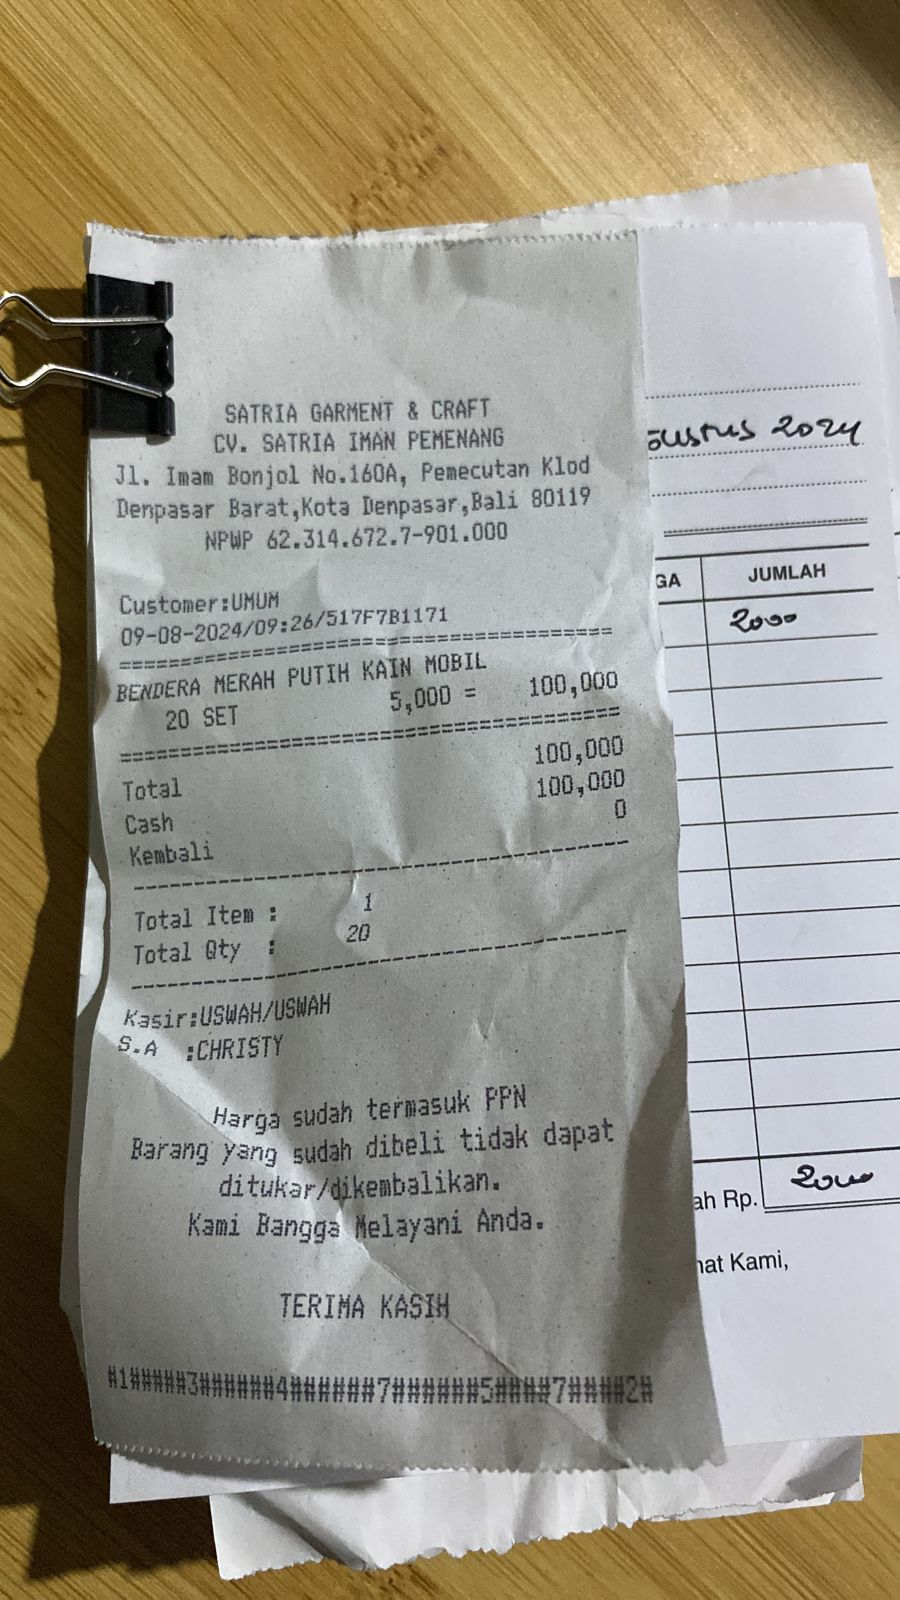 SATRIA GARMENT & CRAFT
CV. SATRIA IMAN PEMENANG
Jl. Imam Bonjol No.160A, Pemecutan Klod
Denpasar Barat,Kota Denpasar,Bali 80119
NPWP 62.314.672.7-901.000
Customer:UMUM
09-08-2024/09:26/517F7B1171
=======================================
BENDERA MERAH PUTIH KAIN MOBIL
20 SET 5,000 = 100,000
=======================================
Total 100,000
Cash 100,000
Kembali 0
---------------------------------------
Total Item : 1
Total Qty : 20
---------------------------------------
Kasir:USWAH/USWAH
S.A :CHRISTY
Harga sudah termasuk PPN
Barang yang sudah dibeli tidak dapat
ditukar/dikembalikan.
Kami Bangga Melayani Anda.
TERIMA KASIH
#1#####3######4######7######5####7####2#
GUSTUS 2024
GA JUMLAH
2000
ah Rp. 2000
mat Kami,